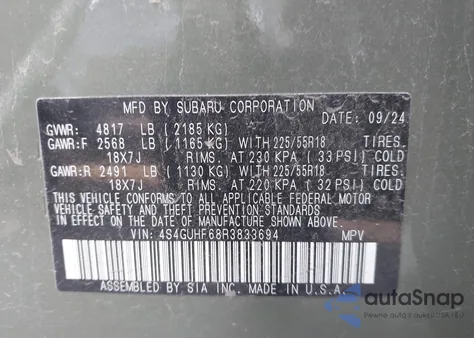 MFD BY SUBARU CORPORATION DATE: 09/24
GVWR: 4817 LB ( 2185 KG)
GAWR:F 2568 LB ( 1165 KG) WITH 225/55R18 TIRES.
18X7J RIMS. AT 230 KPA ( 33 PSI) COLD
GAWR:R 2491 LB ( 1130 KG) WITH 225/55R18 TIRES.
18X7J RIMS. AT 220 KPA ( 32 PSI) COLD
THIS VEHICLE CONFORMS TO ALL APPLICABLE FEDERAL MOTOR
VEHICLE SAFETY AND THEFT PREVENTION STANDARDS
IN EFFECT ON THE DATE OF MANUFACTURE SHOWN ABOVE.
VIN: 4S4GUHF68R3833694 MPV
ASSEMBLED BY SIA INC. MADE IN U.S.A.
autaSnap
Pewne auta z USA i EU